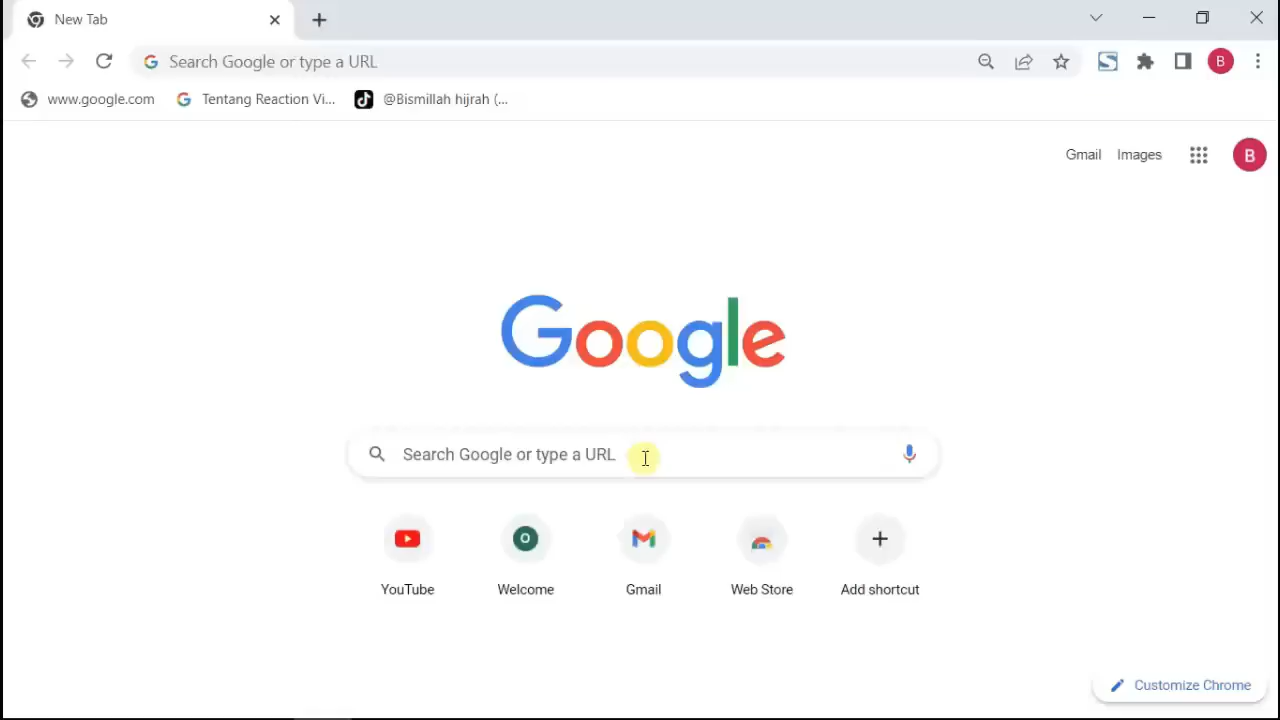 New Tab
Search Google or type a URL
B
www.google.com
Tentang Reaction Vi...
@Bismillah hijrah (...
Gmail
Images
B
Google
Search Google or type a URL
O
YouTube
Welcome
Gmail
Web Store
Add shortcut
Customize Chrome